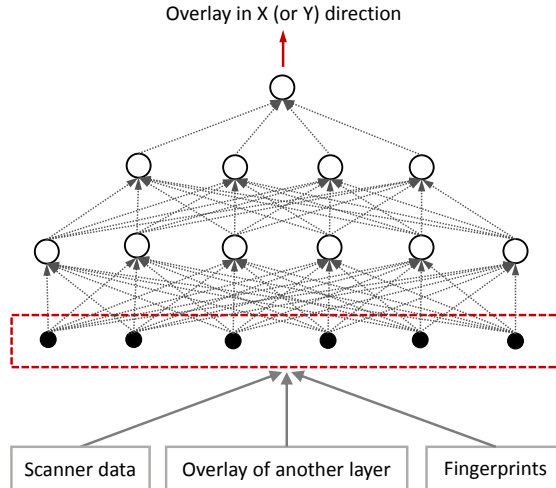 Overlay in X (or Y) direction
Scanner data
Overlay of another layer
Fingerprints